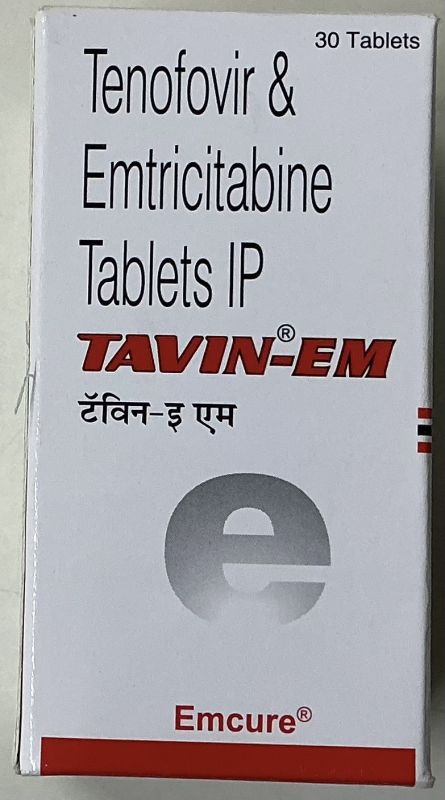 30 Tablets
Tenofovir &
Emtricitabine
Tablets IP
TAVIN-EM®
टॅविन-इ एम
e
Emcure®